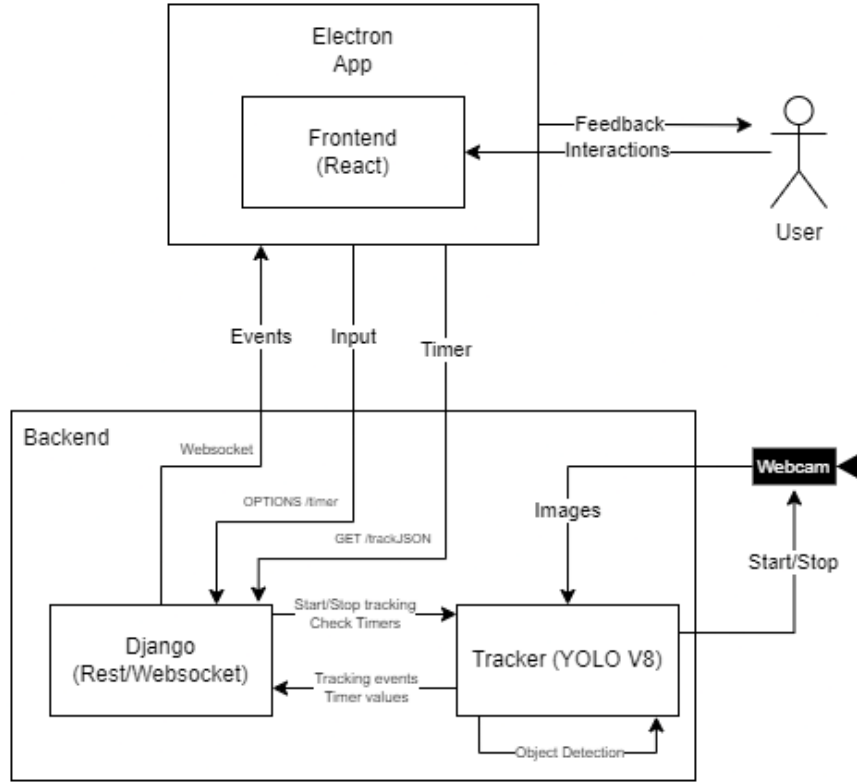 Electron
App
Frontend
(React)
Feedback
Interactions
User
Events
Input
Timer
Backend
Websocket
Webcam
OPTIONS /timer
Images
GET /trackJSON
Start/Stop
Start/Stop tracking
Check Timers
Django
(Rest/Websocket)
Tracker (YOLO V8)
Tracking events
Timer values
Object Detection